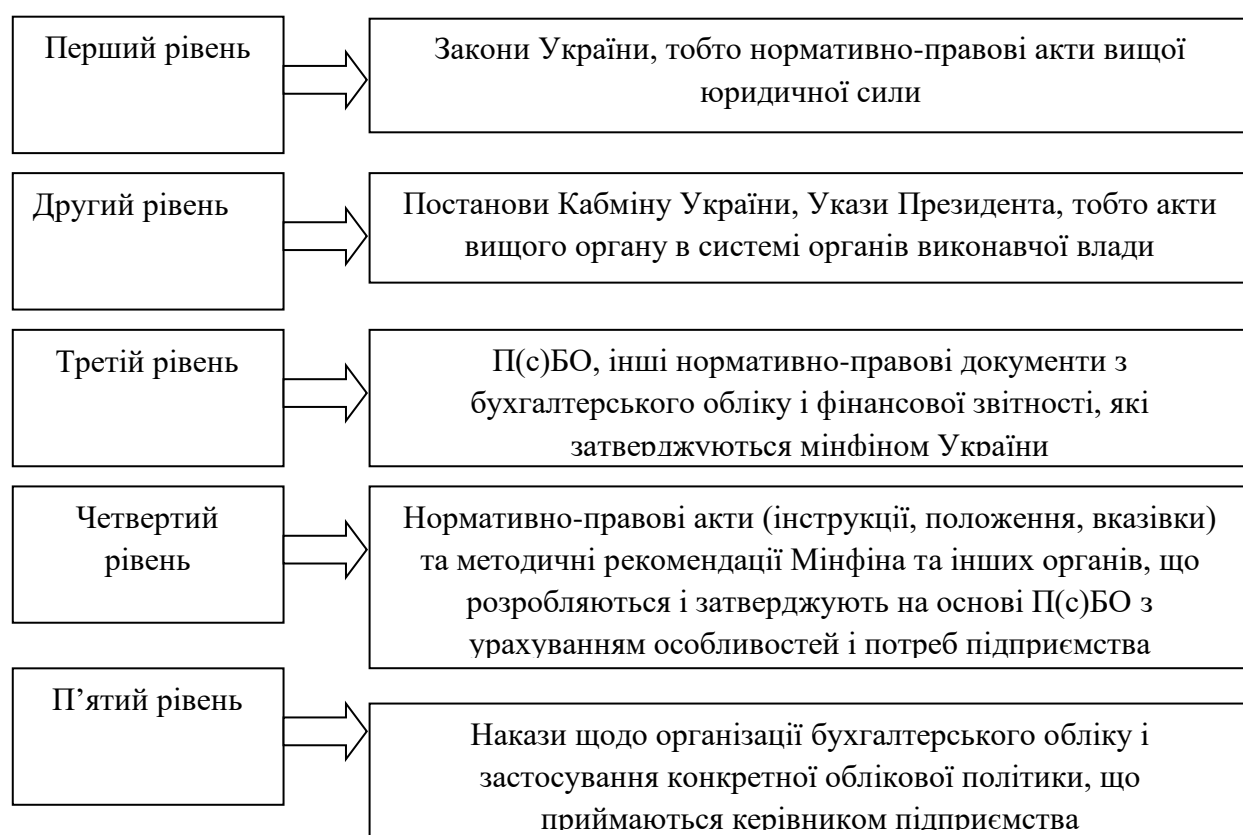 Перший рівень
Закони України, тобто нормативно-правові акти вищої
юридичної сили
Другий рівень
Постанови Кабміну України, Укази Президента, тобто акти
вищого органу в системі органів виконавчої влади
Третій рівень
П(с)БО, інші нормативно-правові документи з
бухгалтерського обліку і фінансової звітності, які
затверджуються мінфіном України
Четвертий
рівень
Нормативно-правові акти (інструкції, положення, вказівки)
та методичні рекомендації Мінфіна та інших органів, що
розробляються і затверджують на основі П(с)БО з
урахуванням особливостей і потреб підприємства
П’ятий рівень
Накази щодо організації бухгалтерського обліку і
застосування конкретної облікової політики, що
приймаються керівником підприємства